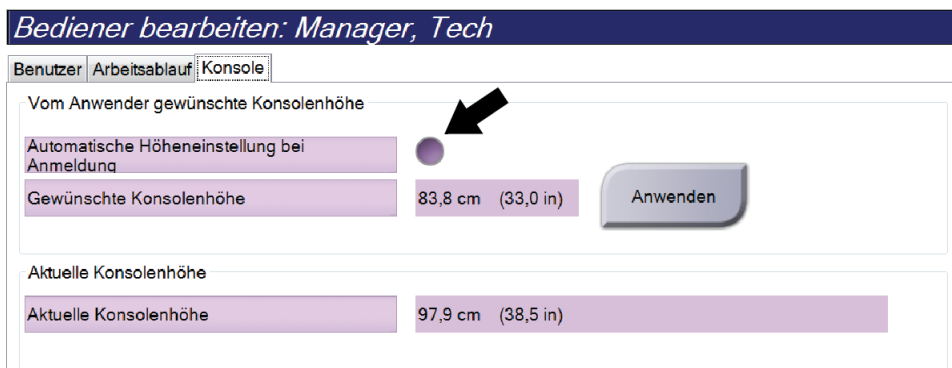 Bediener bearbeiten: Manager, Tech
Benutzer Arbeitsablauf Konsole
Vom Anwender gewünschte Konsolenhöhe
Automatische Höheneinstellung bei
Anmeldung
Gewünschte Konsolenhöhe 83,8 cm (33,0 in) Anwenden
Aktuelle Konsolenhöhe
Aktuelle Konsolenhöhe 97,9 cm (38,5 in)